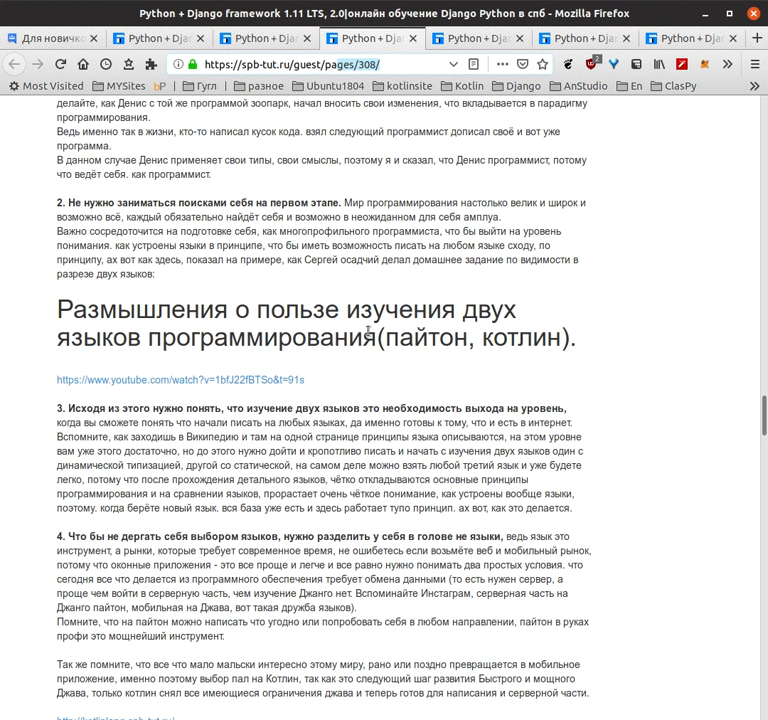 Python + Django framework 1.11 LTS, 2.0|онлайн обучение Django Python в спб - Mozilla Firefox
Для новичко Python + Djan Python + Djan Python + Djan Python + Djan Python + Djan Python + Djan
https://spb-tut.ru/guest/pages/308/
2
Most Visited MYSites bP Гугл разное Ubuntu1804 kotlinsite Kotlin Django AnStudio En ClasPy
делайте, как Денис с той же программой зоопарк, начал вносить свои изменения, что вкладывается в парадигму
программирования.
Ведь именно так в жизни, кто-то написал кусок кода. взял следующий программист дописал своё и вот уже
программа.
В данном случае Денис применяет свои типы, свои смыслы, поэтому я и сказал, что Денис программист, потому
что ведёт себя. как программист.
2. Не нужно заниматься поисками себя на первом этапе. Мир программирования настолько велик и широк и
возможно всё, каждый обязательно найдёт себя и возможно в неожиданном для себя амплуа.
Важно сосредоточится на подготовке себя, как многопрофильного программиста, что бы выйти на уровень
понимания. как устроены языки в принципе, что бы иметь возможность писать на любом языке сходу, по
принципу, ах вот как здесь, показал на примере, как Сергей осадчий делал домашнее задание по видимости в
разрезе двух языков:
Размышления о пользе изучения двух
языков программирования(пайтон, котлин).
https://www.youtube.com/watch?v=1bfJ22fBTSo&t=91s
3. Исходя из этого нужно понять, что изучение двух языков это необходимость выхода на уровень,
когда вы сможете понять что начали писать на любых языках, да именно готовы к тому, что и есть в интернет.
Вспомните, как заходишь в Википедию и там на одной странице принципы языка описываются, на этом уровне
вам уже этого достаточно, но до этого нужно дойти и кропотливо писать и начать с изучения двух языков один с
динамической типизацией, другой со статической, на самом деле можно взять любой третий язык и уже будете
легко, потому что после прохождения детального языков, чётко откладываются основные принципы
программирования и на сравнении языков, прорастает очень чёткое понимание, как устроены вообще языки,
поэтому. когда берёте новый язык. вся база уже есть и здесь работает тупо принцип. ах вот, как это делается.
4. Что бы не дергать себя выбором языков, нужно разделить у себя в голове не языки, ведь язык это
инструмент, а рынки, которые требует современное время, не ошибетесь если возьмёте веб и мобильный рынок,
потому что оконные приложения - это все проще и легче и все равно нужно понимать два простых условия. что
сегодня все что делается из программного обеспечения требует обмена данными (то есть нужен сервер, а
проще чем войти в серверную часть, чем изучение Джанго нет. Вспоминайте Инстаграм, серверная часть на
Джанго пайтон, мобильная на Джава, вот такая дружба языков).
Помните, что на пайтон можно написать что угодно или попробовать себя в любом направлении, пайтон в руках
профи это мощнейший инструмент.
Так же помните, что все что мало мальски интересно этому миру, рано или поздно превращается в мобильное
приложение, именно поэтому выбор пал на Котлин, так как это следующий шаг развития Быстрого и мощного
Джава, только котлин снял все имеющиеся ограничения джава и теперь готов для написания и серверной части.